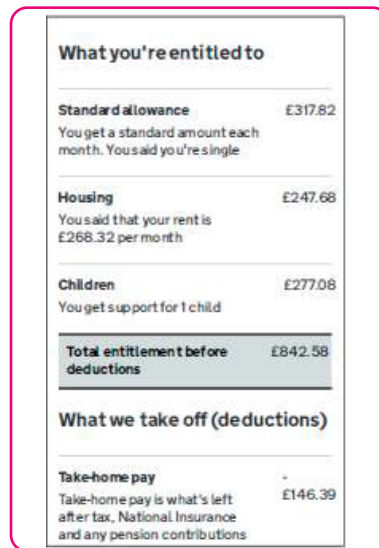 What you're entitled to
Standard allowance £317.82
You get a standard amount each
month. You said you're single
Housing £247.68
You said that your rent is
£268.32 per month
Children £277.08
You get support for 1 child
Total entitlement before £842.58
deductions
What we take off (deductions)
Take-home pay -
£146.39
Take-home pay is what's left
after tax, National Insurance
and any pension contributions